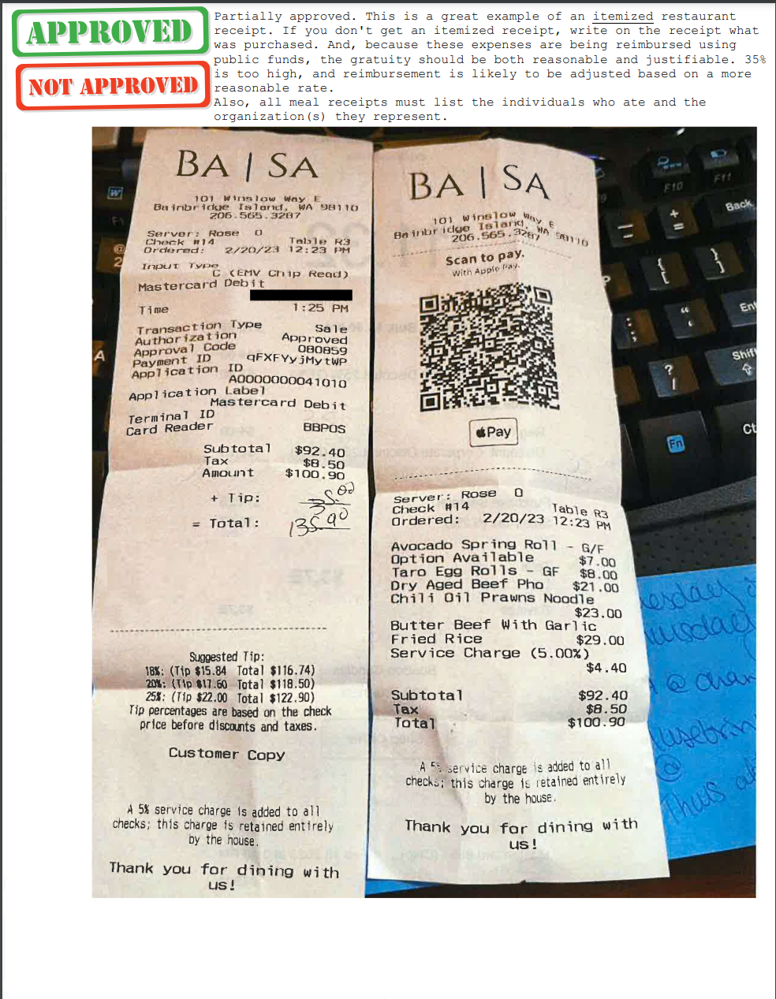 APPROVED
NOT APPROVED
Partially approved. This is a great example of an itemized restaurant
receipt. If you don't get an itemized receipt, write on the receipt what
was purchased. And, because these expenses are being reimbursed using
public funds, the gratuity should be both reasonable and justifiable. 35%
is too high, and reimbursement is likely to be adjusted based on a more
reasonable rate.
Also, all meal receipts must list the individuals who ate and the
organization(s) they represent.
BA | SA
101 Winslow Way E
Bainbridge Island, WA 98110
206.565.3287
Server: Rose O
Check #14 Table R3
Ordered: 2/20/23 12:23 PM
Input Type
C (EMV Chip Read)
Mastercard Debit
Time 1:25 PM
Transaction Type Sale
Authorization Approved
Approval Code 080859
Payment ID qFXFYyjMytWP
Application ID
A0000000041010
Application Label
Mastercard Debit
Terminal ID
Card Reader BBPOS
Subtotal $92.40
Tax $8.50
Amount $100.90
+ Tip: 35.00
= Total: 135.90
Suggested Tip:
18%: (Tip $15.84 Total $116.74)
20%: (Tip $17.60 Total $118.50)
25%: (Tip $22.00 Total $122.90)
Tip percentages are based on the check
price before discounts and taxes.
Customer Copy
A 5% service charge is added to all
checks; this charge is retained entirely
by the house.
Thank you for dining with
us!
BA | SA
101 Winslow Way E
Bainbridge Island, WA 98110
206.565.3287
Scan to pay.
With Apple Pay.
Pay
Server: Rose O
Check #14 Table R3
Ordered: 2/20/23 12:23 PM
Avocado Spring Roll - G/F
Option Available $7.00
Taro Egg Rolls - GF $8.00
Dry Aged Beef Pho $21.00
Chili Oil Prawns Noodle
$23.00
Butter Beef With Garlic
Fried Rice $29.00
Service Charge (5.00%)
$4.40
Subtotal $92.40
Tax $8.50
Total $100.90
A 5% service charge is added to all
checks; this charge is retained entirely
by the house.
Thank you for dining with
us!
F10
F11
Back
Shif
Fn